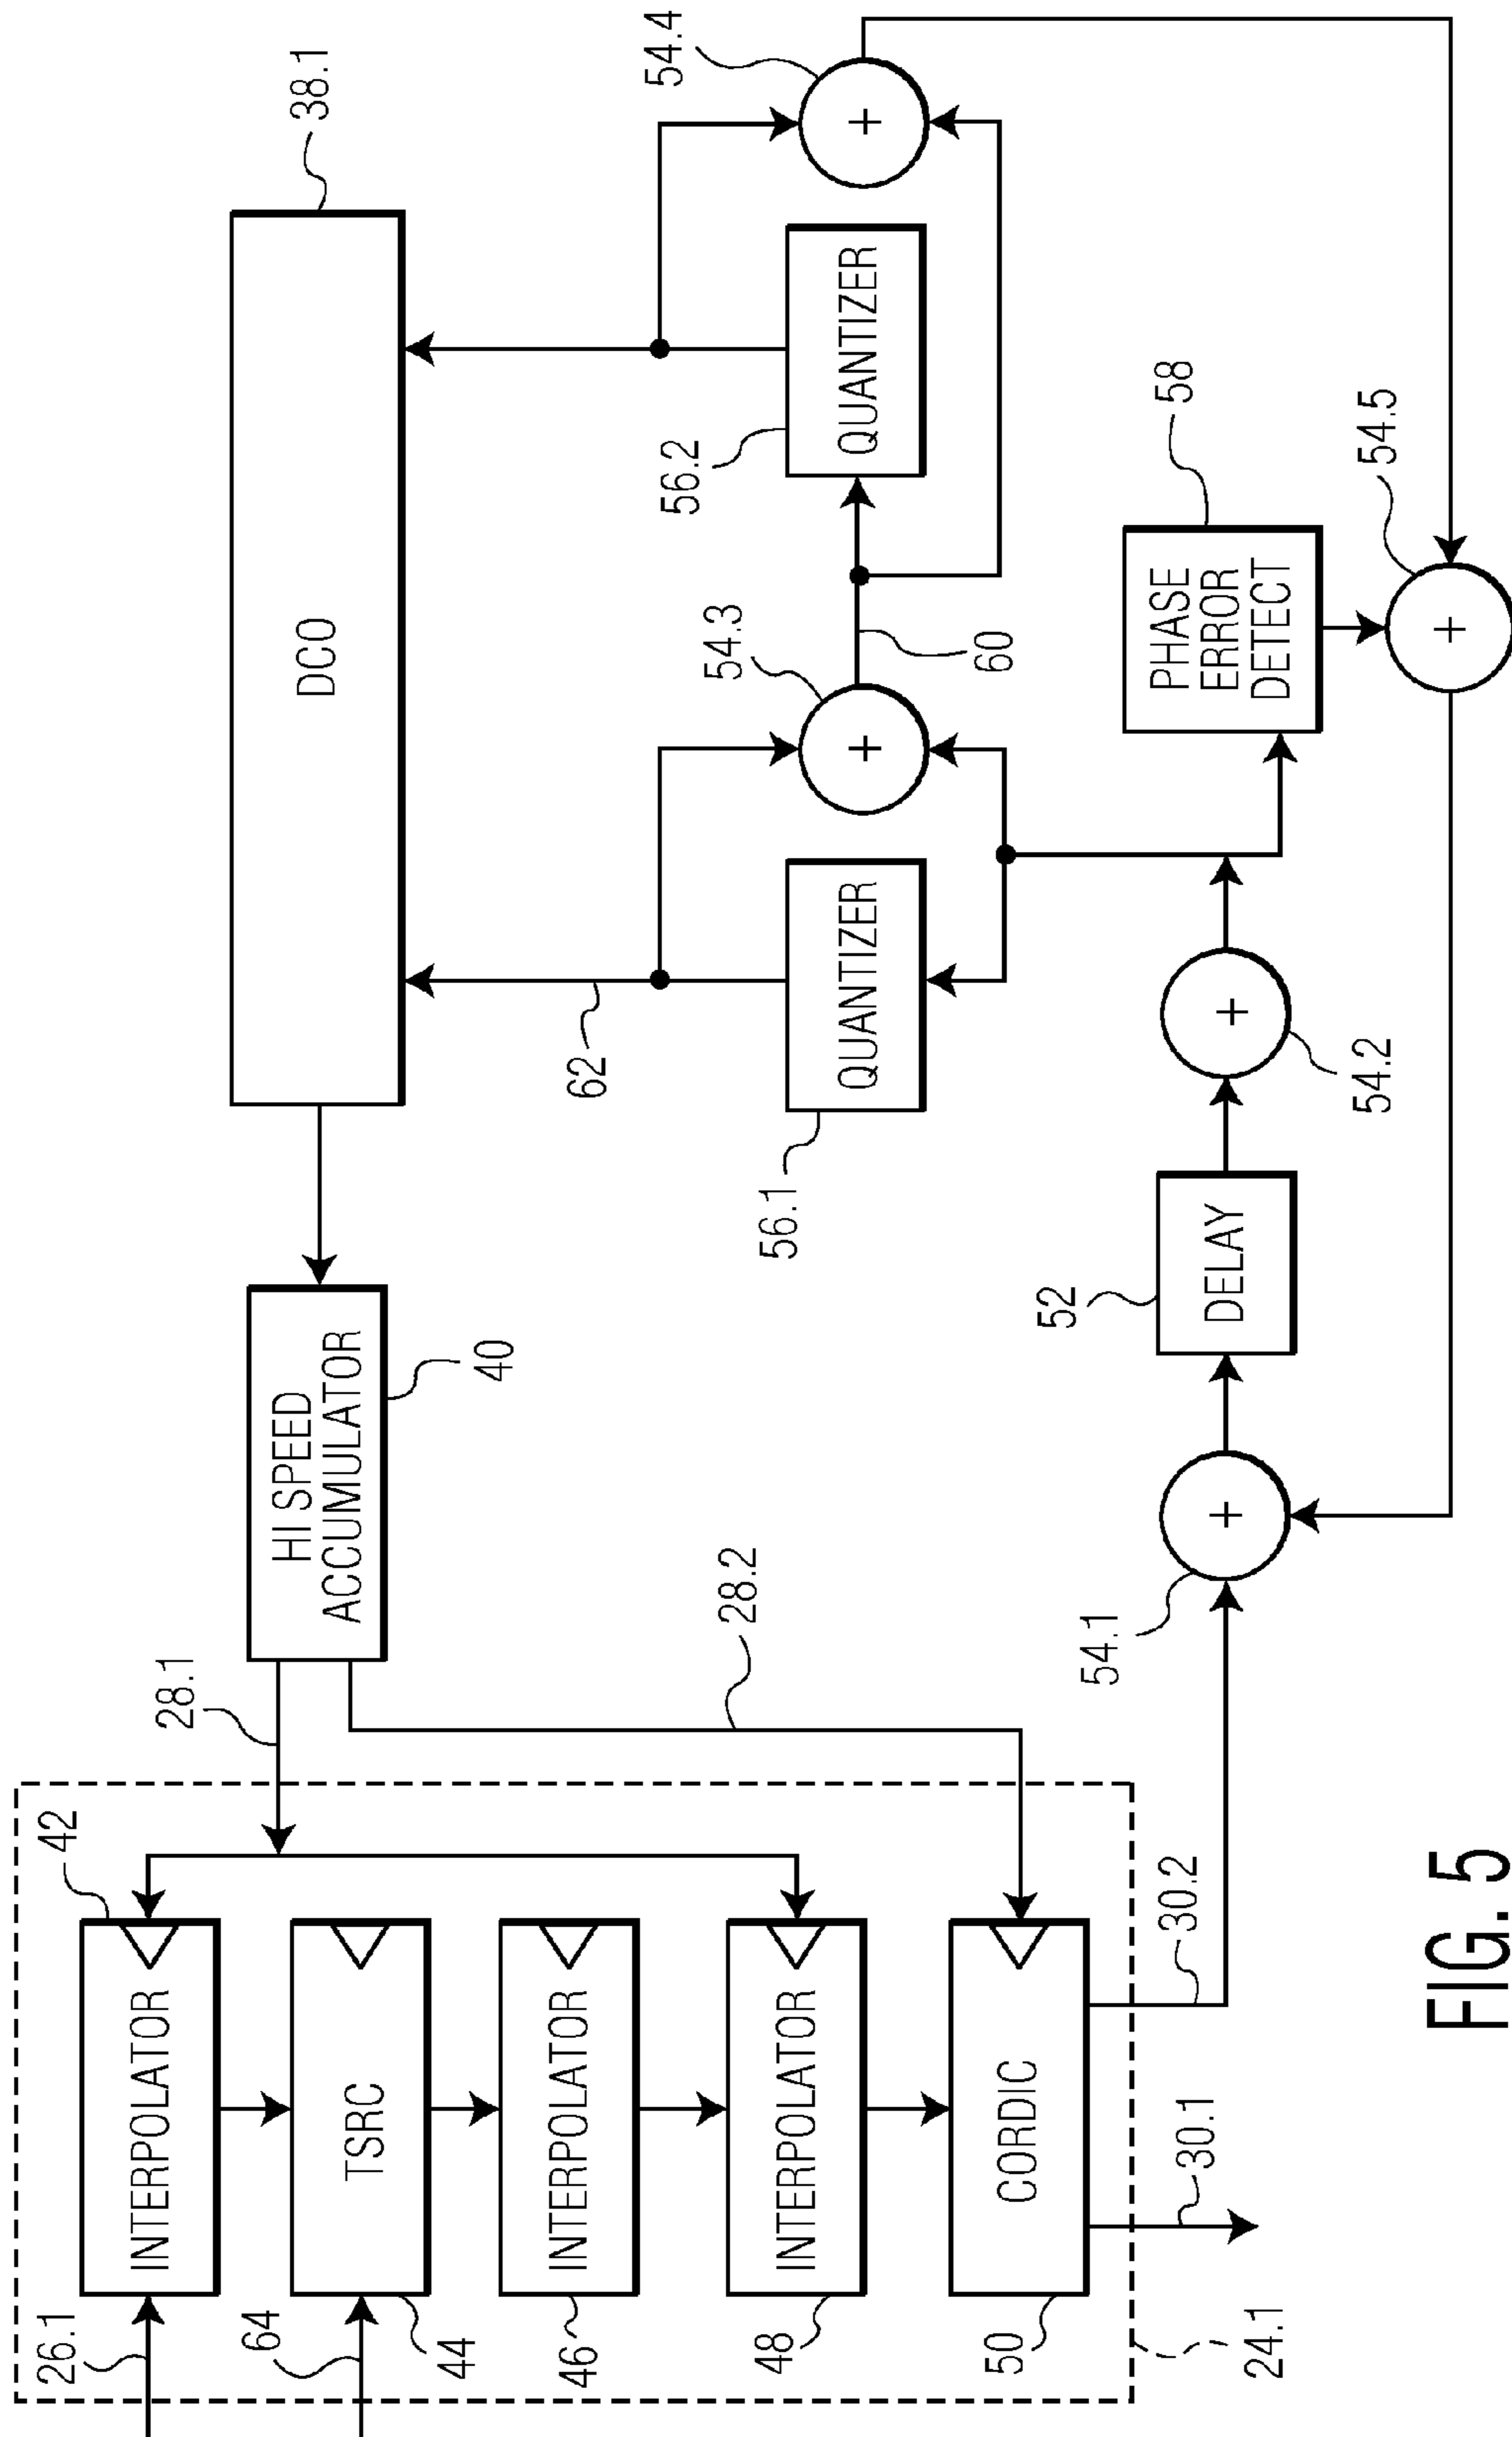 26.1
INTERPOLATOR
42
64
TSRC
44
INTERPOLATOR
46
INTERPOLATOR
48
CORDIC
50
24.1
30.1
30.2
28.1
28.2
HI SPEED
ACCUMULATOR
40
DCO
38.1
62
QUANTIZER
56.1
54.3
+
60
QUANTIZER
56.2
54.4
+
54.1
+
DELAY
52
+
54.2
PHASE
ERROR
DETECT
58
54.5
+
FIG. 5